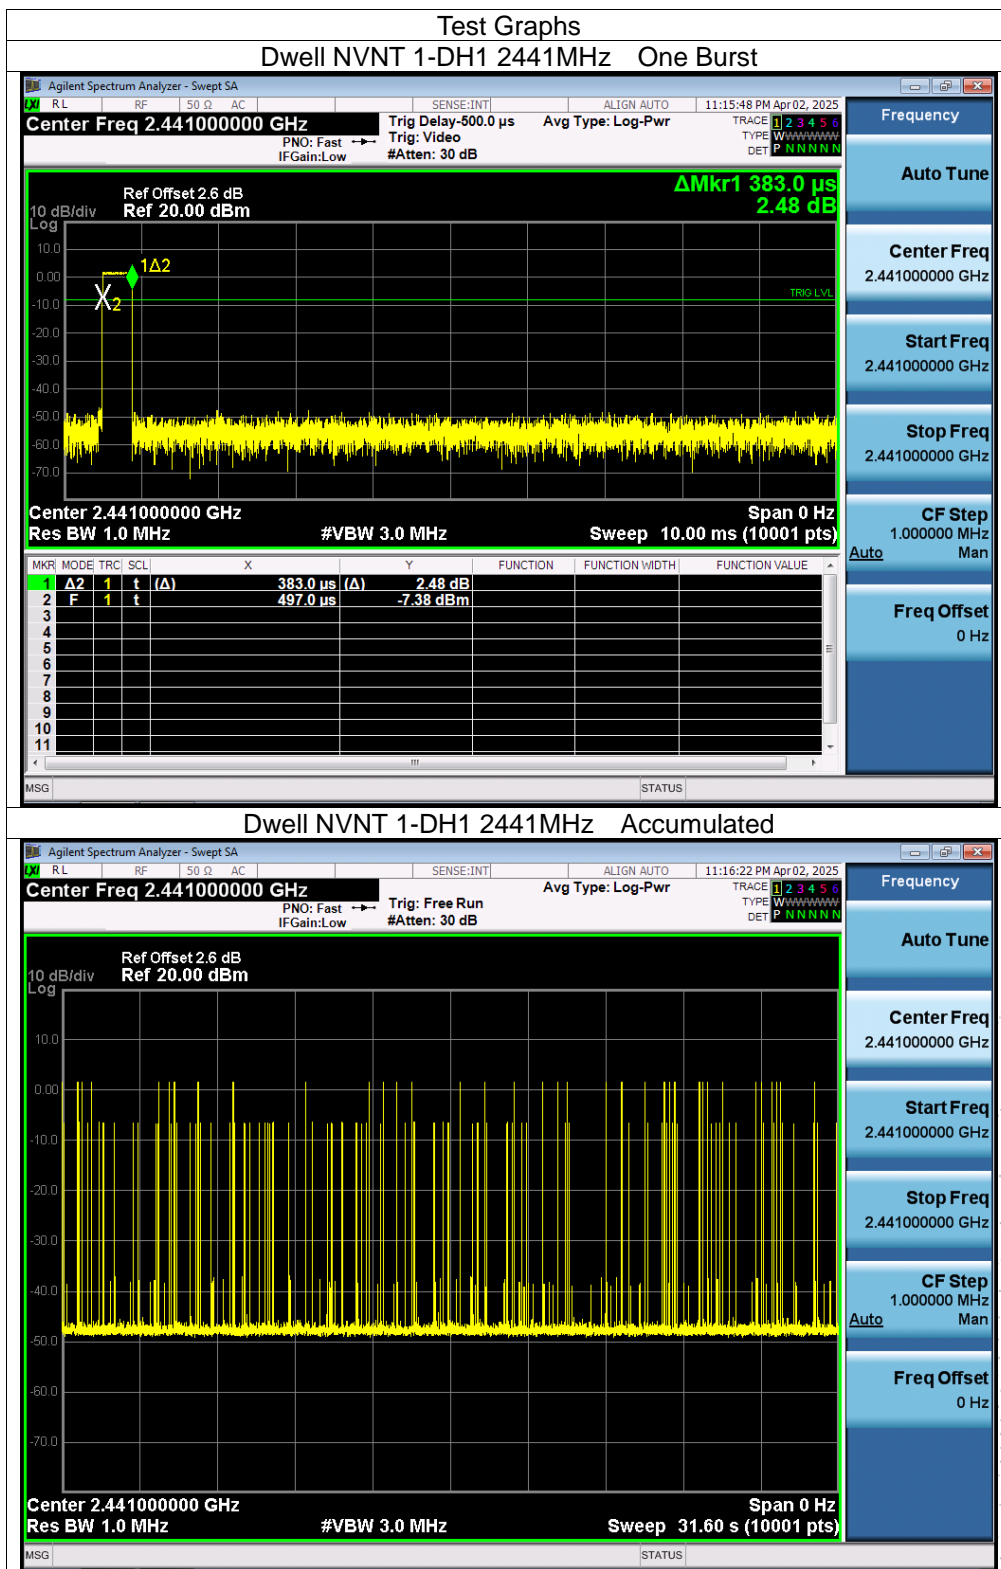 Test Graphs
Dwell NVNT 1-DH1 2441MHz One Burst
Agilent Spectrum Analyzer - Swept SA
LXI RL RF 50 Ω AC SENSE:INT ALIGN AUTO 11:15:48 PM Apr 02, 2025
Center Freq 2.441000000 GHz
Trig Delay-500.0 µs
Trig: Video
#Atten: 30 dB
PNO: Fast
IFGain:Low
Avg Type: Log-Pwr
TRACE 1 2 3 4 5 6
TYPE WWWWWWW
DET P N N N N N
Frequency
Auto Tune
Center Freq
2.441000000 GHz
Start Freq
2.441000000 GHz
Stop Freq
2.441000000 GHz
CF Step
1.000000 MHz
Auto Man
Freq Offset
0 Hz
ΔMkr1 383.0 µs
2.48 dB
Ref Offset 2.6 dB
10 dB/div Ref 20.00 dBm
Log
10.0
0.00
-10.0
-20.0
-30.0
-40.0
-50.0
-60.0
-70.0
1Δ2
X2
TRIG LVL
Center 2.441000000 GHz Span 0 Hz
Res BW 1.0 MHz #VBW 3.0 MHz Sweep 10.00 ms (10001 pts)
MKR MODE TRC SCL X Y FUNCTION FUNCTION WIDTH FUNCTION VALUE
1 Δ2 1 t (Δ) 383.0 µs (Δ) 2.48 dB
2 F 1 t 497.0 µs -7.38 dBm
3
4
5
6
7
8
9
10
11
MSG STATUS
Dwell NVNT 1-DH1 2441MHz Accumulated
Agilent Spectrum Analyzer - Swept SA
LXI RL RF 50 Ω AC SENSE:INT ALIGN AUTO 11:16:22 PM Apr 02, 2025
Center Freq 2.441000000 GHz
PNO: Fast
IFGain:Low
Trig: Free Run
#Atten: 30 dB
Avg Type: Log-Pwr
TRACE 1 2 3 4 5 6
TYPE WWWWWWW
DET P N N N N N
Frequency
Auto Tune
Center Freq
2.441000000 GHz
Start Freq
2.441000000 GHz
Stop Freq
2.441000000 GHz
CF Step
1.000000 MHz
Auto Man
Freq Offset
0 Hz
Ref Offset 2.6 dB
10 dB/div Ref 20.00 dBm
Log
10.0
0.00
-10.0
-20.0
-30.0
-40.0
-50.0
-60.0
-70.0
Center 2.441000000 GHz Span 0 Hz
Res BW 1.0 MHz #VBW 3.0 MHz Sweep 31.60 s (10001 pts)
MSG STATUS